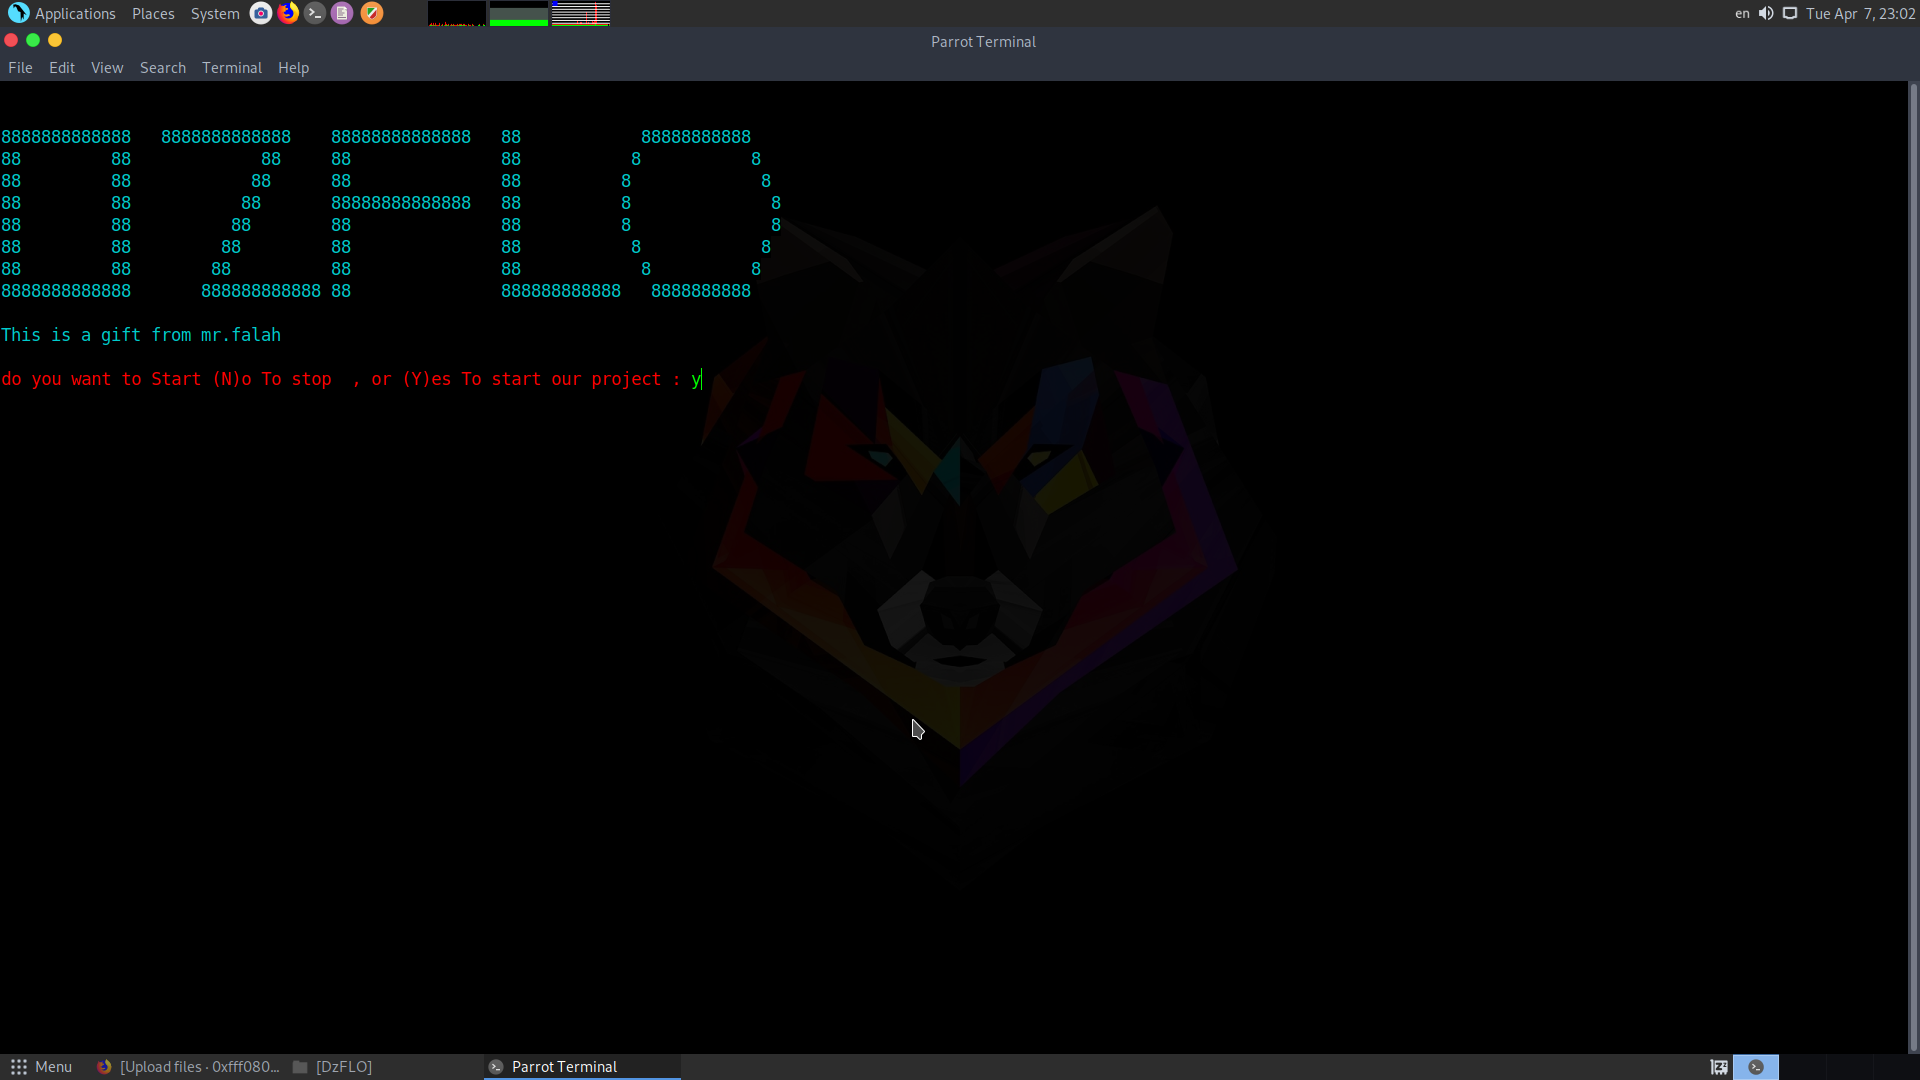 Applications Places System en Tue Apr 7, 23:02
Parrot Terminal
File Edit View Search Terminal Help
8888888888888   8888888888888    88888888888888   88            88888888888
88         88             88     88               88           8           8
88         88            88      88               88          8             8
88         88           88       88888888888888   88          8              8
88         88          88        88               88          8              8
88         88         88         88               88           8            8
88         88        88          88               88            8          8
8888888888888       888888888888 88               888888888888   8888888888
This is a gift from mr.falah
do you want to Start (N)o To stop  , or (Y)es To start our project : y
Menu [Upload files · 0xfff080... [DzFLO] Parrot Terminal